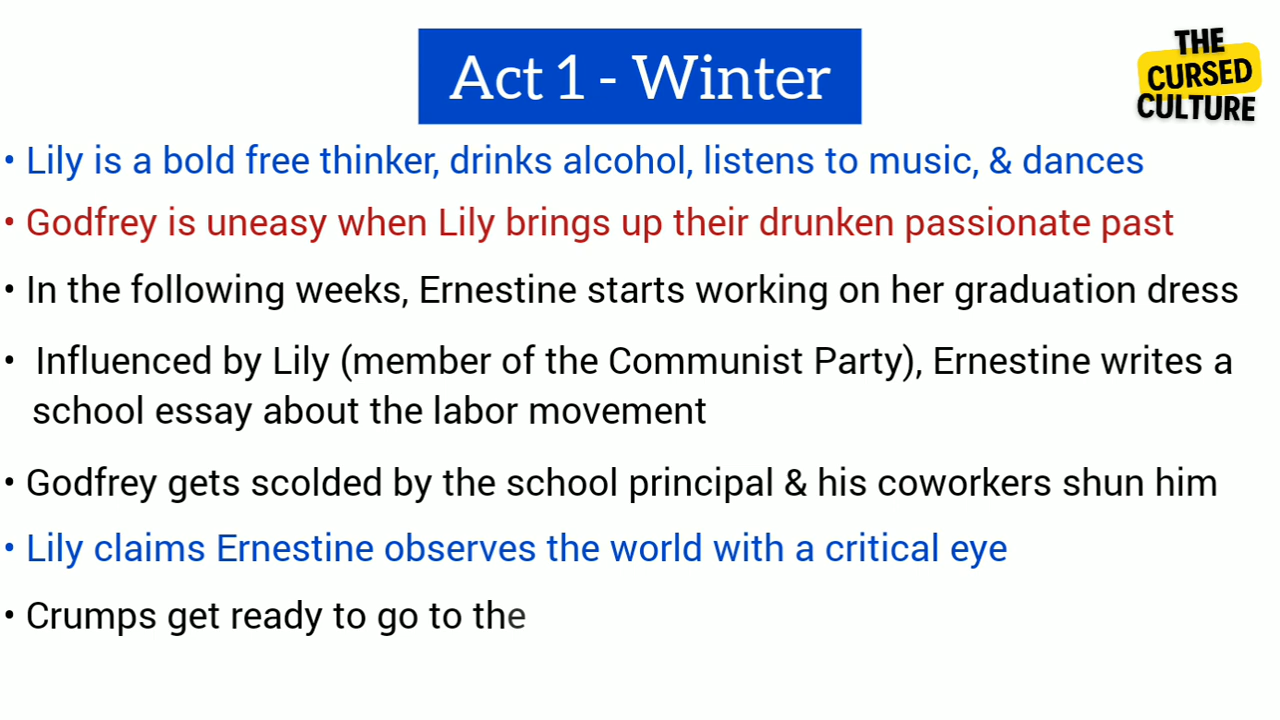 Act 1 - Winter
THE
CURSED
CULTURE
• Lily is a bold free thinker, drinks alcohol, listens to music, & dances
• Godfrey is uneasy when Lily brings up their drunken passionate past
• In the following weeks, Ernestine starts working on her graduation dress
• Influenced by Lily (member of the Communist Party), Ernestine writes a
school essay about the labor movement
• Godfrey gets scolded by the school principal & his coworkers shun him
• Lily claims Ernestine observes the world with a critical eye
• Crumps get ready to go to the